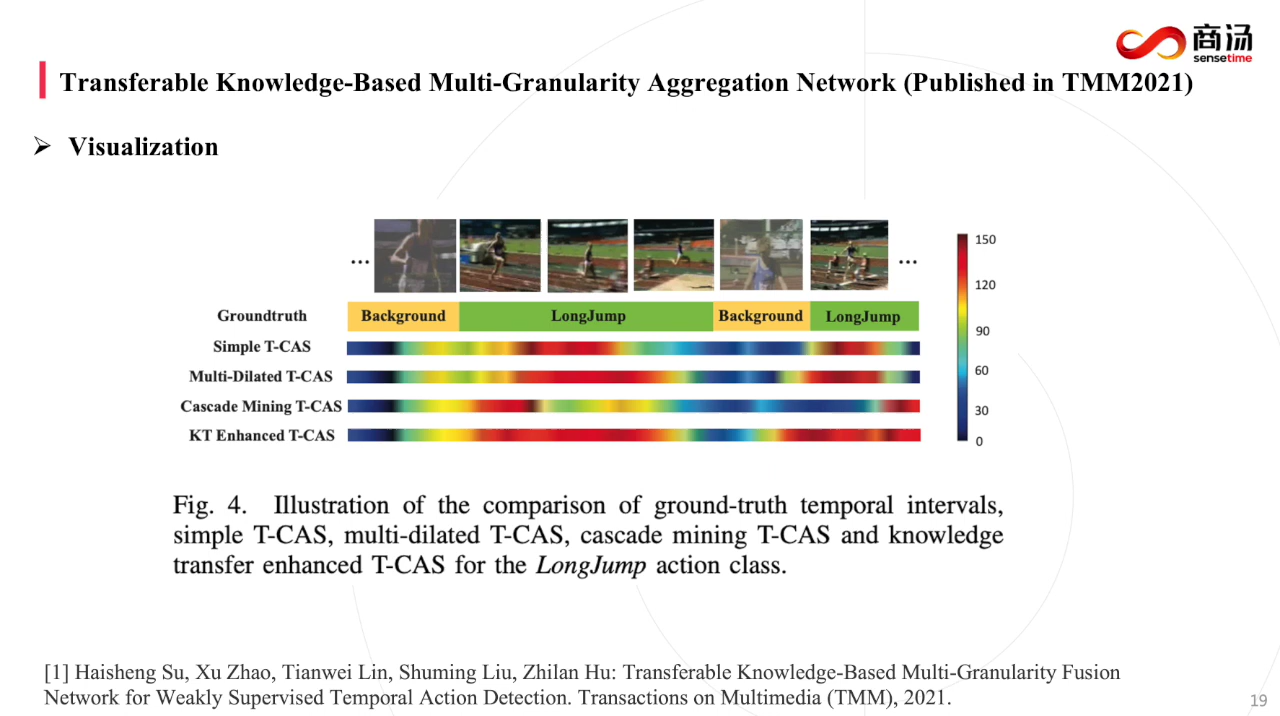 商汤
sensetime
Transferable Knowledge-Based Multi-Granularity Aggregation Network (Published in TMM2021)
➢ Visualization
... ...
Groundtruth Background LongJump Background LongJump
Simple T-CAS
Multi-Dilated T-CAS
Cascade Mining T-CAS
KT Enhanced T-CAS
150
120
90
60
30
0
Fig. 4. Illustration of the comparison of ground-truth temporal intervals,
simple T-CAS, multi-dilated T-CAS, cascade mining T-CAS and knowledge
transfer enhanced T-CAS for the LongJump action class.
[1] Haisheng Su, Xu Zhao, Tianwei Lin, Shuming Liu, Zhilan Hu: Transferable Knowledge-Based Multi-Granularity Fusion
Network for Weakly Supervised Temporal Action Detection. Transactions on Multimedia (TMM), 2021.
19